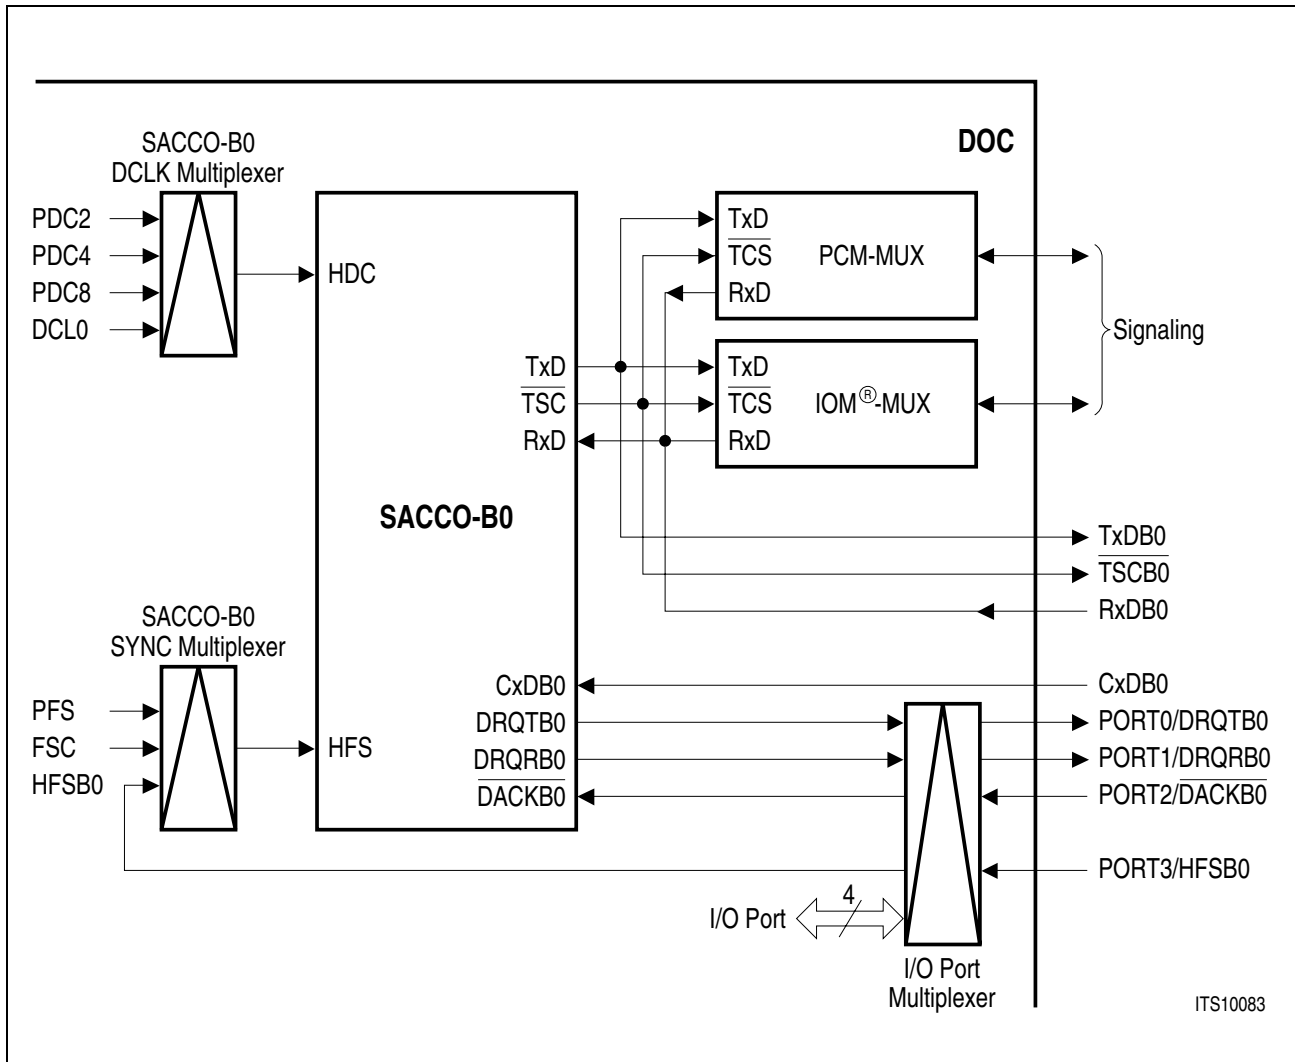 DOC
SACCO-B0
DCLK Multiplexer
PDC2
PDC4
PDC8
DCL0
HDC
TxD
TSC
RxD
SACCO-B0
TxD
TCS
RxD
PCM-MUX
TxD
TCS
RxD
IOM®-MUX
Signaling
TxDB0
TSCB0
RxDB0
SACCO-B0
SYNC Multiplexer
PFS
FSC
HFSB0
HFS
CxDB0
DRQTB0
DRQRB0
DACKB0
CxDB0
PORT0/DRQTB0
PORT1/DRQRB0
PORT2/DACKB0
PORT3/HFSB0
I/O Port
4
I/O Port
Multiplexer
ITS10083